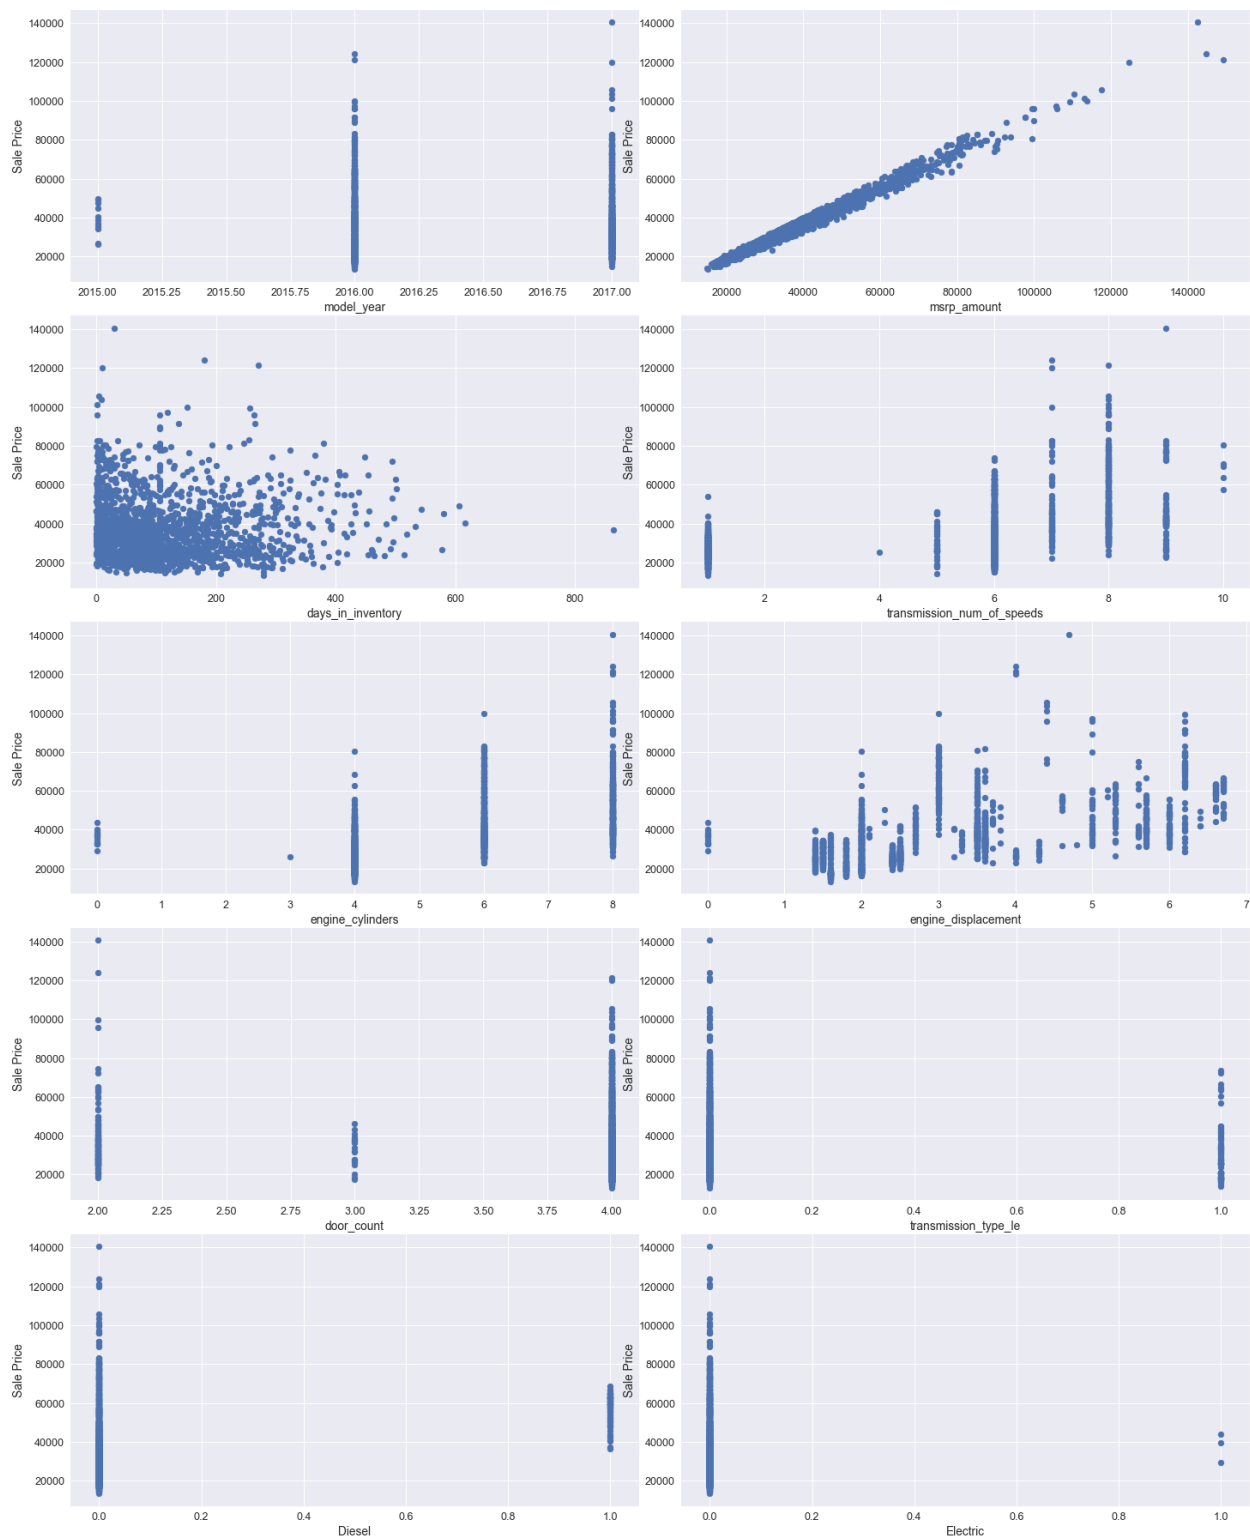 140000
120000
100000
80000
60000
40000
20000
Sale Price
2015.00 2015.25 2015.50 2015.75 2016.00 2016.25 2016.50 2016.75 2017.00
model_year
140000
120000
100000
80000
60000
40000
20000
Sale Price
20000 40000 60000 80000 100000 120000 140000
msrp_amount
140000
120000
100000
80000
60000
40000
20000
Sale Price
0 200 400 600 800
days_in_inventory
140000
120000
100000
80000
60000
40000
20000
Sale Price
2 4 6 8 10
transmission_num_of_speeds
140000
120000
100000
80000
60000
40000
20000
Sale Price
0 1 2 3 4 5 6 7 8
engine_cylinders
140000
120000
100000
80000
60000
40000
20000
Sale Price
0 1 2 3 4 5 6 7
engine_displacement
140000
120000
100000
80000
60000
40000
20000
Sale Price
2.00 2.25 2.50 2.75 3.00 3.25 3.50 3.75 4.00
door_count
140000
120000
100000
80000
60000
40000
20000
Sale Price
0.0 0.2 0.4 0.6 0.8 1.0
transmission_type_le
140000
120000
100000
80000
60000
40000
20000
Sale Price
0.0 0.2 0.4 0.6 0.8 1.0
Diesel
140000
120000
100000
80000
60000
40000
20000
Sale Price
0.0 0.2 0.4 0.6 0.8 1.0
Electric